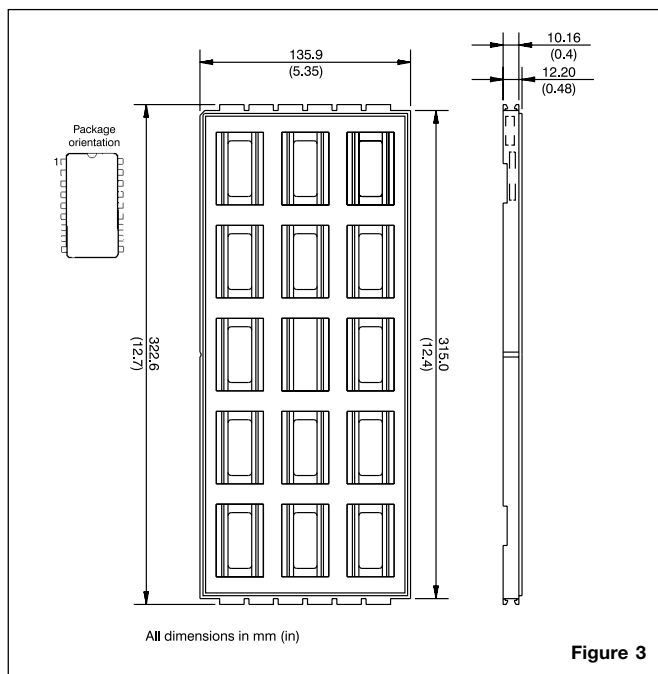 135.9
(5.35)
10.16
(0.4)
12.20
(0.48)
Package
orientation
1
322.6
(12.7)
315.0
(12.4)
All dimensions in mm (in)
Figure 3